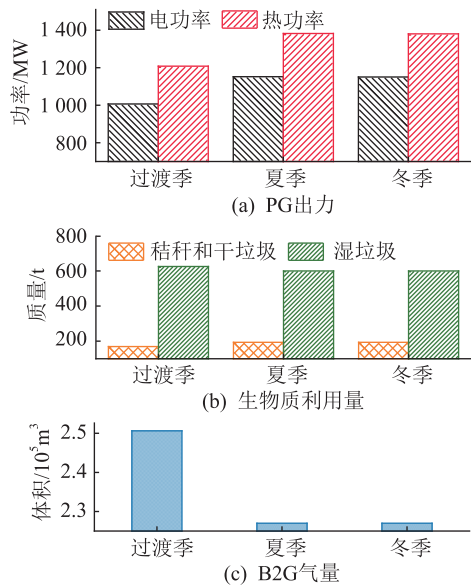 电功率 热功率
功率/MW
1 400
1 200
1 000
800
过渡季 夏季 冬季
(a) PG出力
秸秆和干垃圾 湿垃圾
质量/t
800
600
400
200
过渡季 夏季 冬季
(b) 生物质利用量
体积/10⁵m³
2.5
2.4
2.3
过渡季 夏季 冬季
(c) B2G气量